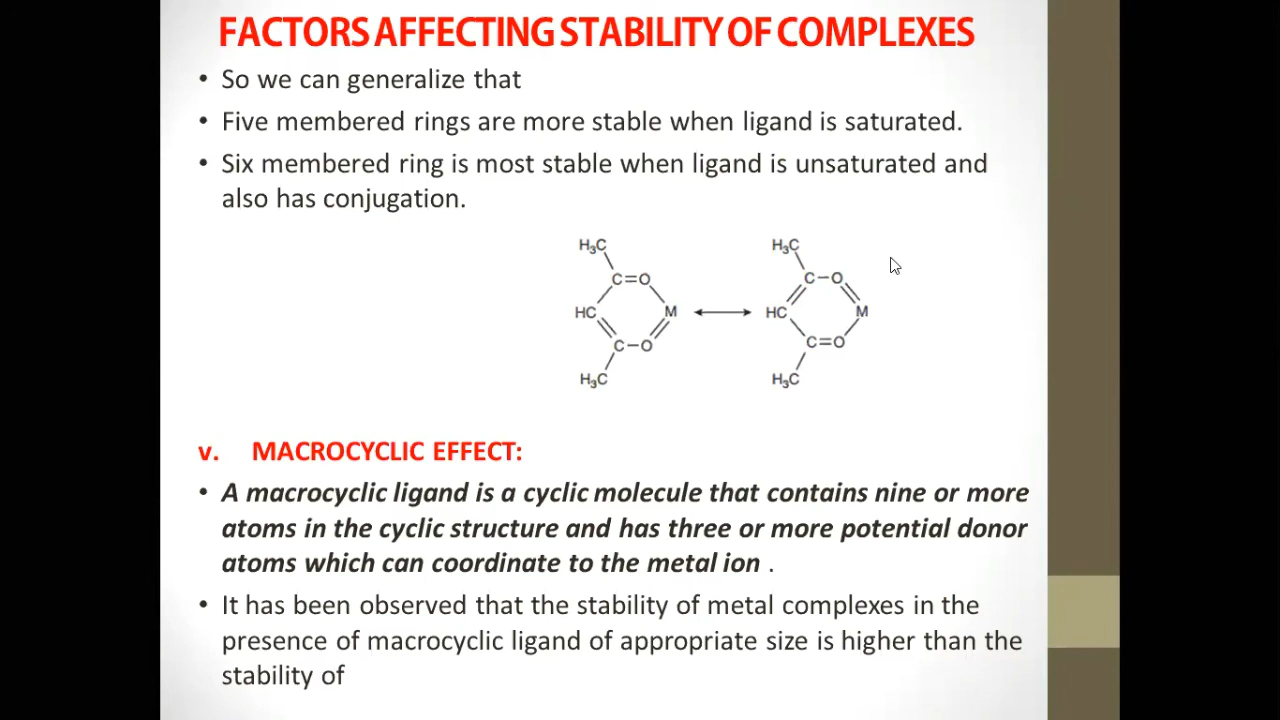 FACTORS AFFECTING STABILITY OF COMPLEXES
• So we can generalize that
• Five membered rings are more stable when ligand is saturated.
• Six membered ring is most stable when ligand is unsaturated and
also has conjugation.
H₃C H₃C
C=O C–O
HC M HC M
C–O C=O
H₃C H₃C
v. MACROCYCLIC EFFECT:
• A macrocyclic ligand is a cyclic molecule that contains nine or more
atoms in the cyclic structure and has three or more potential donor
atoms which can coordinate to the metal ion .
• It has been observed that the stability of metal complexes in the
presence of macrocyclic ligand of appropriate size is higher than the
stability of